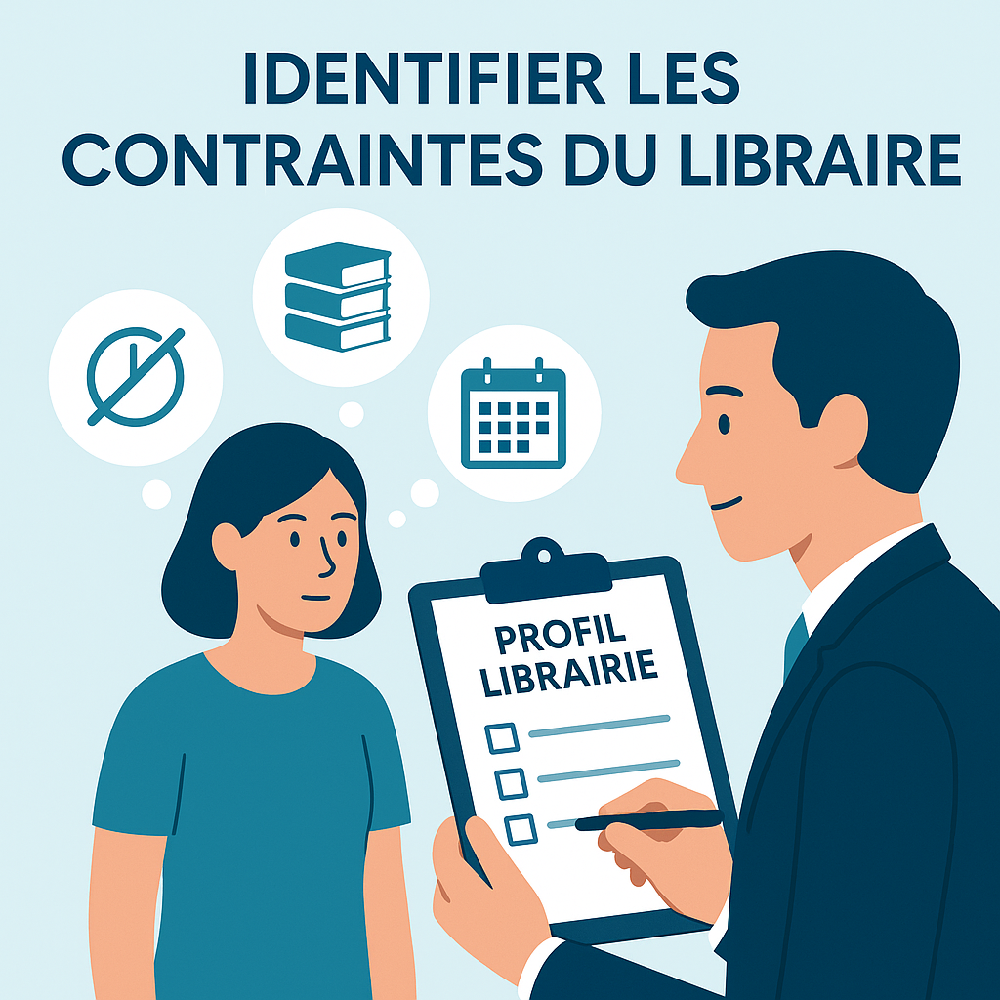 IDENTIFIER LES
CONTRAINTES DU LIBRAIRE
PROFIL
LIBRAIRIE